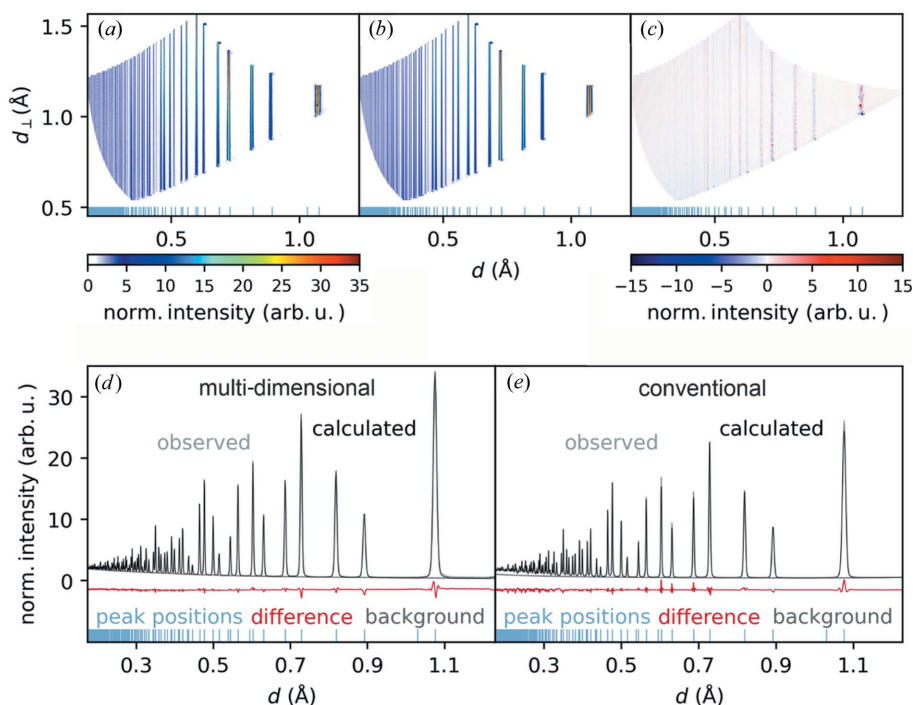 (a)
(b)
(c)
1.5
1.0
0.5
d⊥(Å)
0.5 1.0 0.5 1.0 0.5 1.0
d (Å)
0 5 10 15 20 25 30 35
norm. intensity (arb. u. )
−15 −10 −5 0 5 10 15
norm. intensity (arb. u. )
(d)
multi-dimensional
(e)
conventional
30
20
10
0
norm. intensity (arb. u.)
observed
calculated
observed
calculated
peak positions difference background
peak positions difference background
0.3 0.5 0.7 0.9 1.1
0.3 0.5 0.7 0.9 1.1
d (Å)
d (Å)